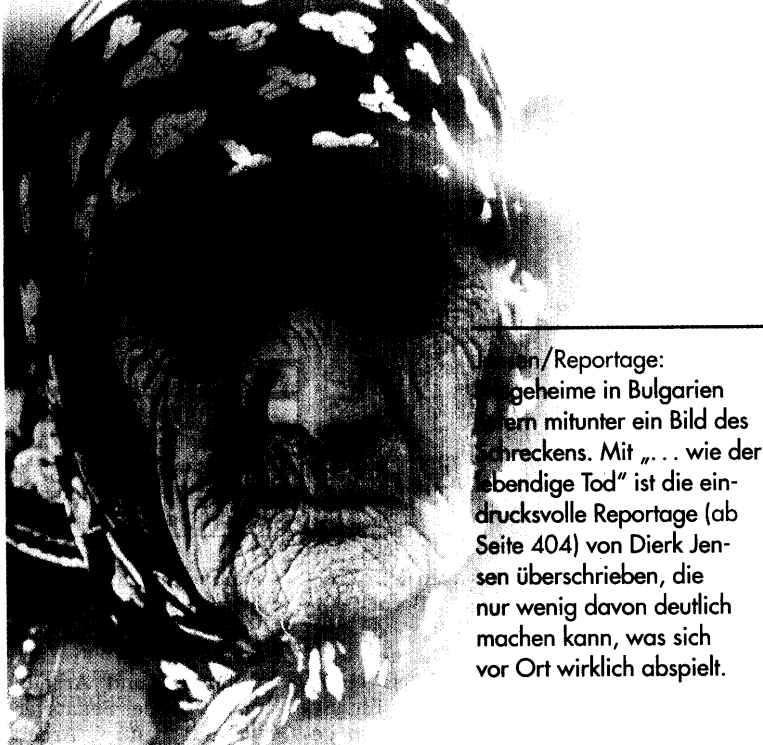 /Reportage:
in Bulgarien
mitunter ein Bild des
Schreckens. Mit „. . . wie der
lebendige Tod" ist die ein-
drucksvolle Reportage (ab
Seite 404) von Dierk Jen-
sen überschrieben, die
nur wenig davon deutlich
machen kann, was sich
vor Ort wirklich abspielt.